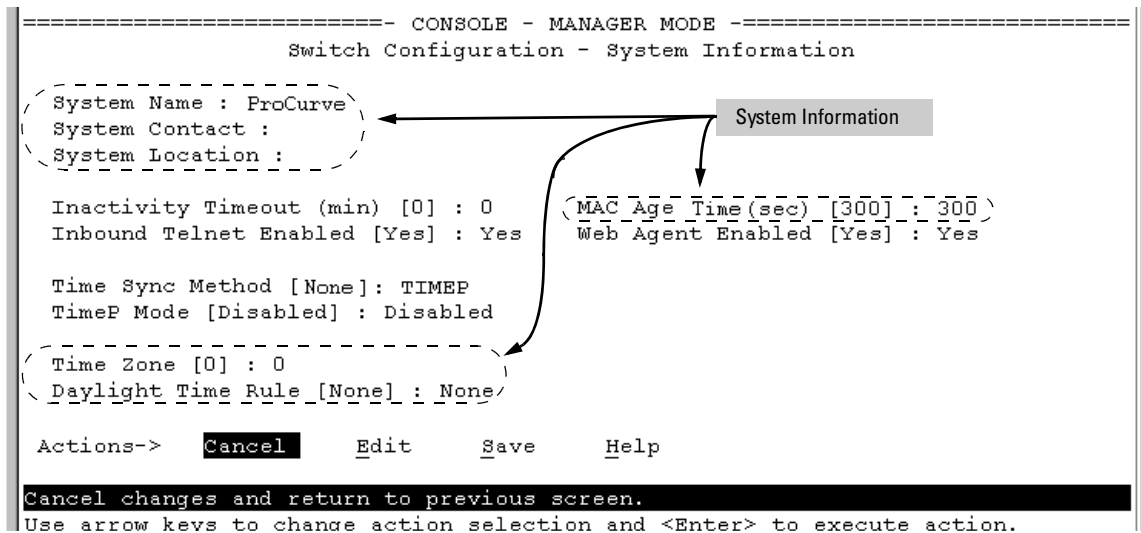 ==========================- CONSOLE - MANAGER MODE -============================
Switch Configuration - System Information
System Name : ProCurve
System Contact :
System Location :
System Information
Inactivity Timeout (min) [0] : 0 MAC Age Time(sec) [300] : 300
Inbound Telnet Enabled [Yes] : Yes Web Agent Enabled [Yes] : Yes
Time Sync Method [None]: TIMEP
TimeP Mode [Disabled] : Disabled
Time Zone [0] : 0
Daylight Time Rule [None] : None
Actions-> Cancel Edit Save Help
Cancel changes and return to previous screen.
Use arrow keys to change action selection and <Enter> to execute action.